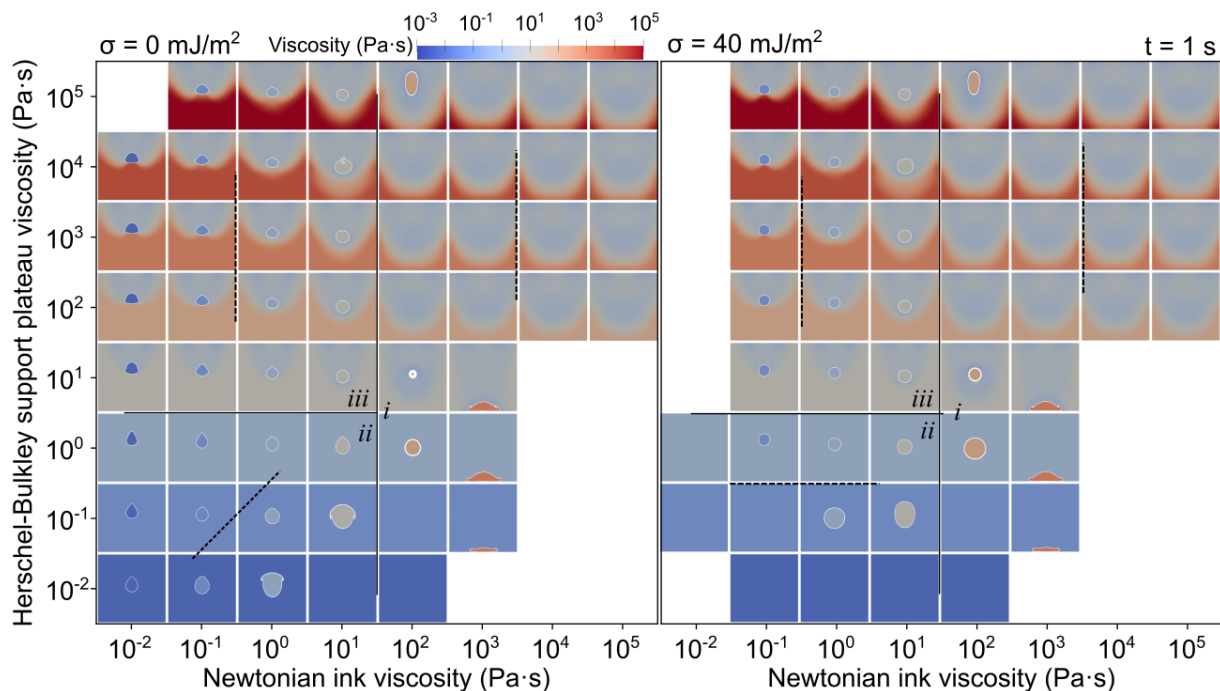 σ = 0 mJ/m²
Viscosity (Pa·s)
10⁻³ 10⁻¹ 10¹ 10³ 10⁵
σ = 40 mJ/m²
t = 1 s
Herschel-Bulkley support plateau viscosity (Pa·s)
10⁵
10⁴
10³
10²
10¹
10⁰
10⁻¹
10⁻²
iii
i
ii
iii
i
ii
10⁻² 10⁻¹ 10⁰ 10¹ 10² 10³ 10⁴ 10⁵
Newtonian ink viscosity (Pa·s)
10⁻² 10⁻¹ 10⁰ 10¹ 10² 10³ 10⁴ 10⁵
Newtonian ink viscosity (Pa·s)